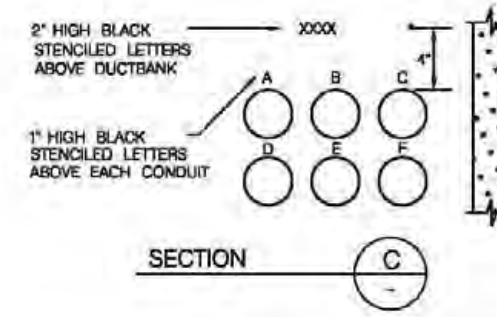 2" HIGH BLACK
STENCILED LETTERS
ABOVE DUCTBANK
XXXX
4"
A B C
1" HIGH BLACK
STENCILED LETTERS
ABOVE EACH CONDUIT
D E F
SECTION C
-